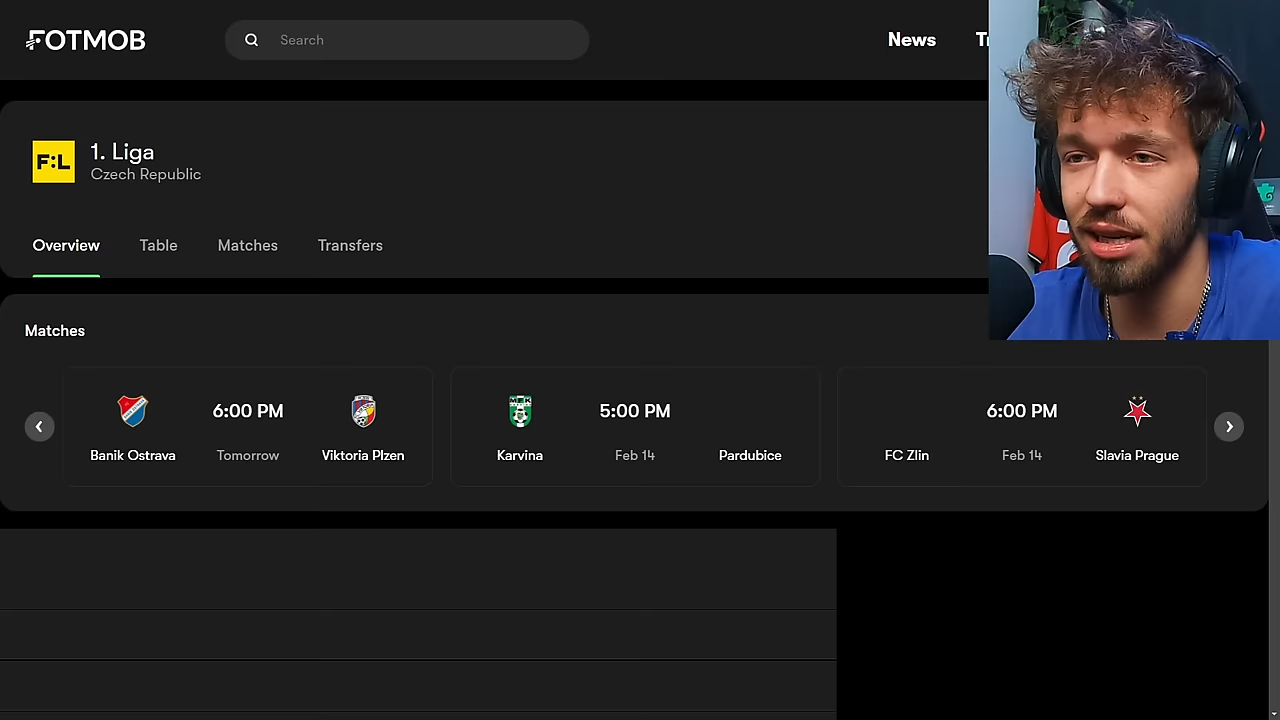 FOTMOB
Search
News
F:L
1. Liga
Czech Republic
Overview Table Matches Transfers
Matches
6:00 PM
Banik Ostrava Tomorrow Viktoria Plzen
5:00 PM
Karvina Feb 14 Pardubice
6:00 PM
FC Zlin Feb 14 Slavia Prague